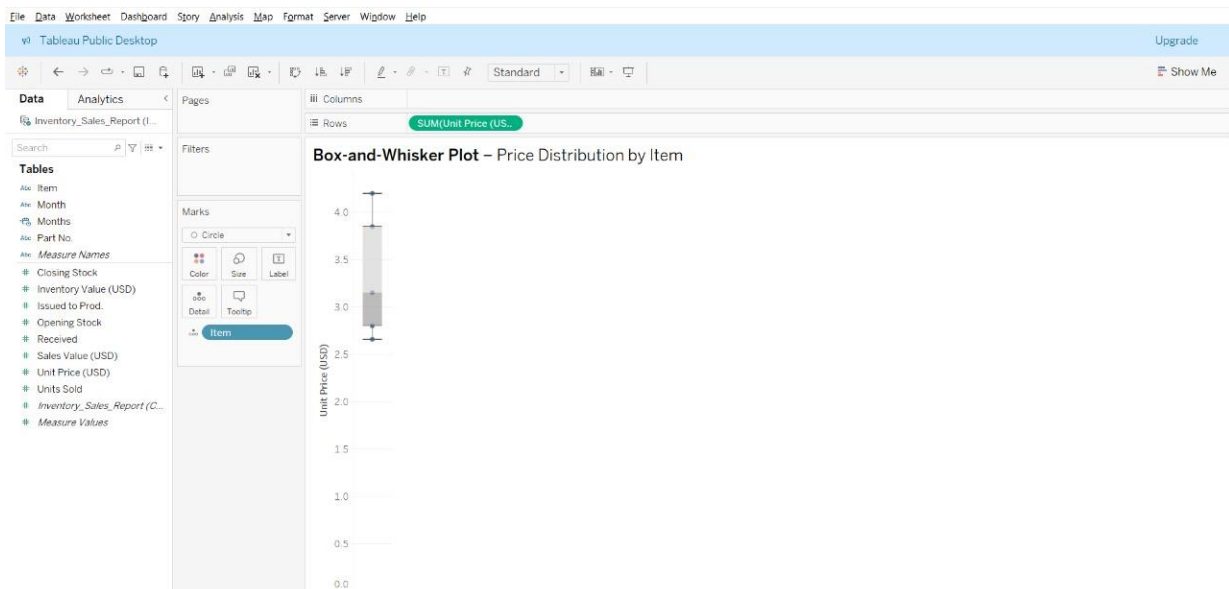 File Data Worksheet Dashboard Story Analysis Map Format Server Window Help
Tableau Public Desktop
Upgrade
Standard
Show Me
Data
Analytics
Pages
Columns
Inventory_Sales_Report (I...
Rows
SUM(Unit Price (US..
Search
Filters
Box-and-Whisker Plot – Price Distribution by Item
Tables
Abc Item
Abc Month
Months
Abc Part No.
Abc Measure Names
# Closing Stock
# Inventory Value (USD)
# Issued to Prod.
# Opening Stock
# Received
# Sales Value (USD)
# Unit Price (USD)
# Units Sold
# Inventory_Sales_Report (C...
# Measure Values
Marks
Circle
Color
Size
Label
Detail
Tooltip
Item
Unit Price (USD)
4.0
3.5
3.0
2.5
2.0
1.5
1.0
0.5
0.0